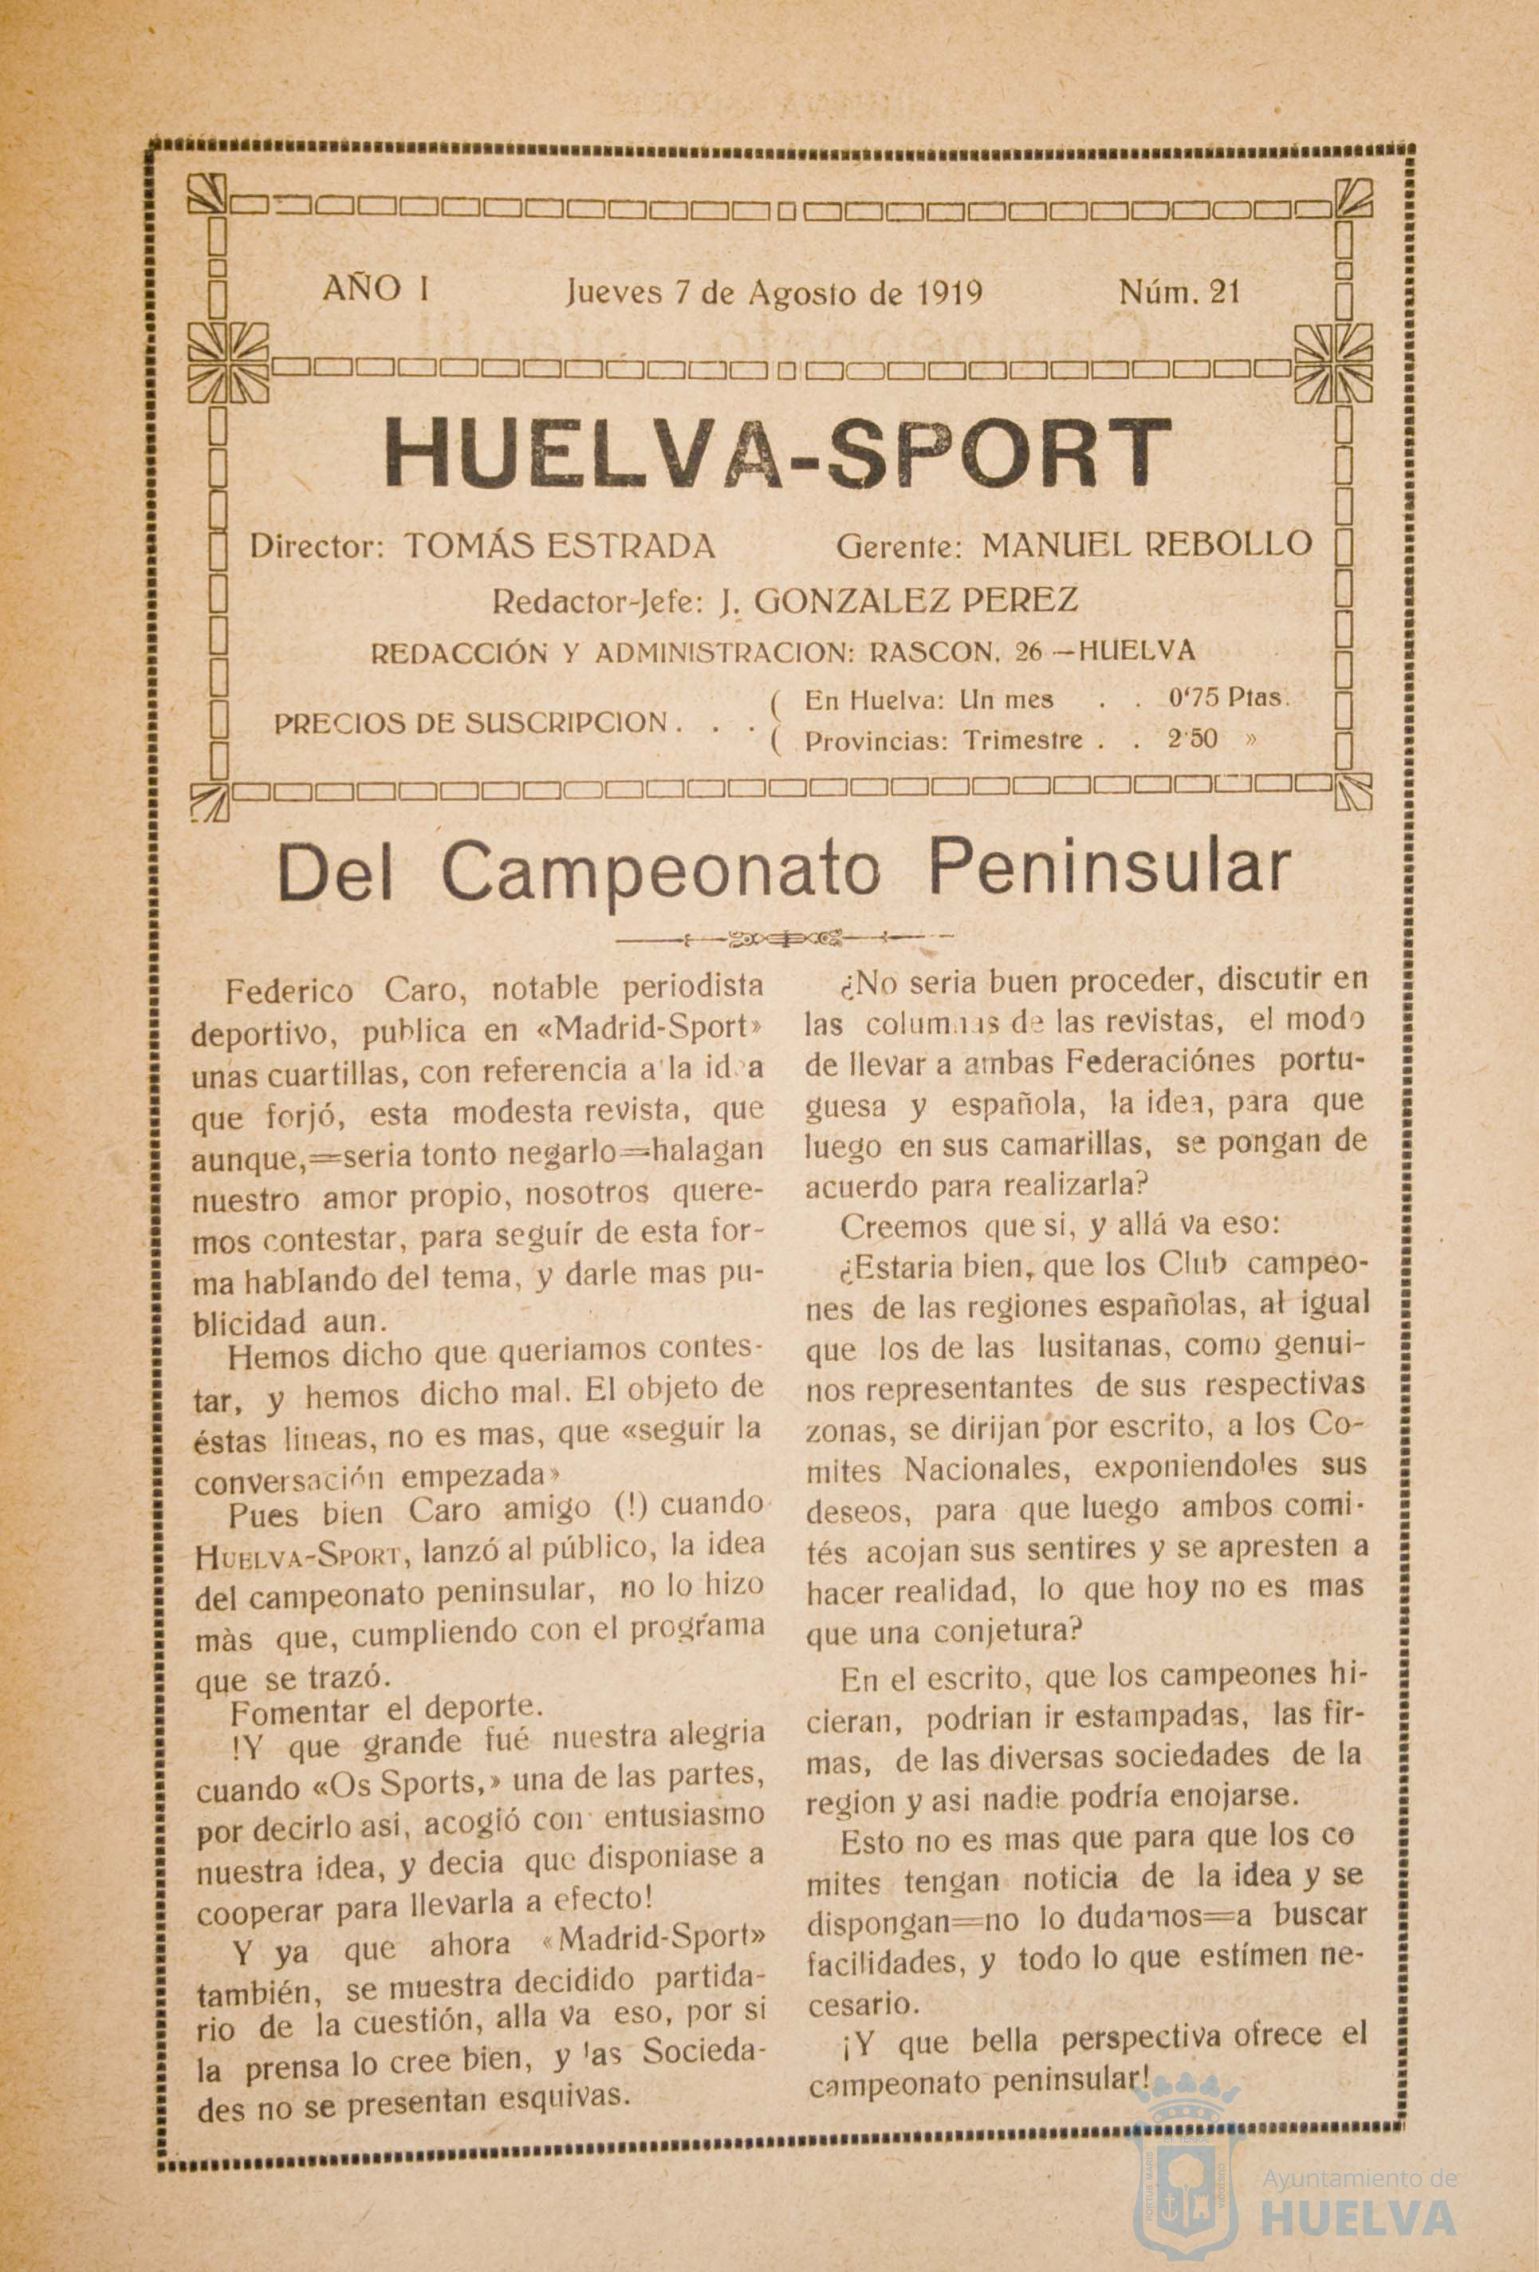 AÑO I Jueves 7 de Agosto de 1919 Núm. 21
HUELVA-SPORT
Director: TOMÁS ESTRADA Gerente: MANUEL REBOLLO
Redactor-Jefe: J. GONZALEZ PEREZ
REDACCIÓN Y ADMINISTRACION: RASCON, 26 —HUELVA
PRECIOS DE SUSCRIPCION . . . ( En Huelva: Un mes . . 0'75 Ptas.
( Provincias: Trimestre . . 2'50 »
Del Campeonato Peninsular
Federico Caro, notable periodista
deportivo, publica en «Madrid-Sport»
unas cuartillas, con referencia a la idea
que forjó, esta modesta revista, que
aunque,=seria tonto negarlo=halagan
nuestro amor propio, nosotros quere-
mos contestar, para seguír de esta for-
ma hablando del tema, y darle mas pu-
blicidad aun.
Hemos dicho que queriamos contes-
tar, y hemos dicho mal. El objeto de
éstas lineas, no es mas, que «seguir la
conversación empezada»
Pues bien Caro amigo (!) cuando
HUELVA-SPORT, lanzó al público, la idea
del campeonato peninsular, no lo hizo
màs que, cumpliendo con el programa
que se trazó.
Fomentar el deporte.
!Y que grande fué nuestra alegria
cuando «Os Sports,» una de las partes,
por decirlo asi, acogió con entusiasmo
nuestra idea, y decia que disponiase a
cooperar para llevarla a efecto!
Y ya que ahora «Madrid-Sport»
también, se muestra decidido partida-
rio de la cuestión, alla va eso, por si
la prensa lo cree bien, y las Socieda-
des no se presentan esquivas.
¿No seria buen proceder, discutir en
las columnas de las revistas, el modo
de llevar a ambas Federaciónes portu-
guesa y española, la idea, para que
luego en sus camarillas, se pongan de
acuerdo para realizarla?
Creemos que si, y allá va eso:
¿Estaria bien, que los Club campeo-
nes de las regiones españolas, al igual
que los de las lusitanas, como genui-
nos representantes de sus respectivas
zonas, se dirijan por escrito, a los Co-
mites Nacionales, exponiendoles sus
deseos, para que luego ambos comi-
tés acojan sus sentires y se apresten a
hacer realidad, lo que hoy no es mas
que una conjetura?
En el escrito, que los campeones hi-
cieran, podrian ir estampadas, las fir-
mas, de las diversas sociedades de la
region y asi nadie podría enojarse.
Esto no es mas que para que los co
mites tengan noticia de la idea y se
dispongan=no lo dudamos=a buscar
facilidades, y todo lo que estímen ne-
cesario.
¡Y que bella perspectiva ofrece el
campeonato peninsular!
Ayuntamiento de
HUELVA